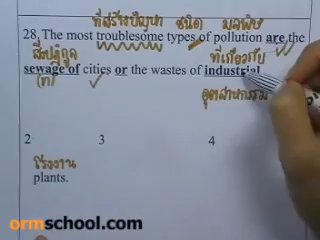 ที่สร้างปัญหา ชนิด มลพิษ
28. The most troublesome types of pollution are the
สิ่งปฏิกูล ที่เกี่ยวกับ
sewage of cities or the wastes of industrial
(n) อุตสาหกรรม
2 3 4
โรงงาน
plants.
ormschool.com